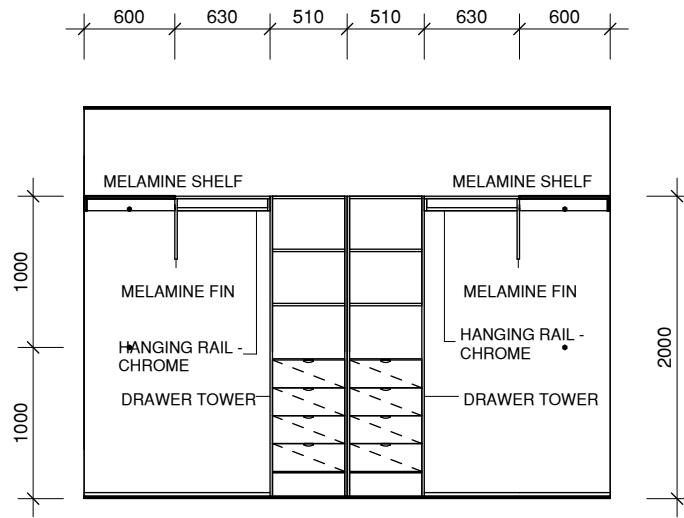 600 630 510 510 630 600
MELAMINE SHELF MELAMINE SHELF
1000
MELAMINE FIN MELAMINE FIN
HANGING RAIL -
CHROME
HANGING RAIL -
CHROME
2000
DRAWER TOWER DRAWER TOWER
1000